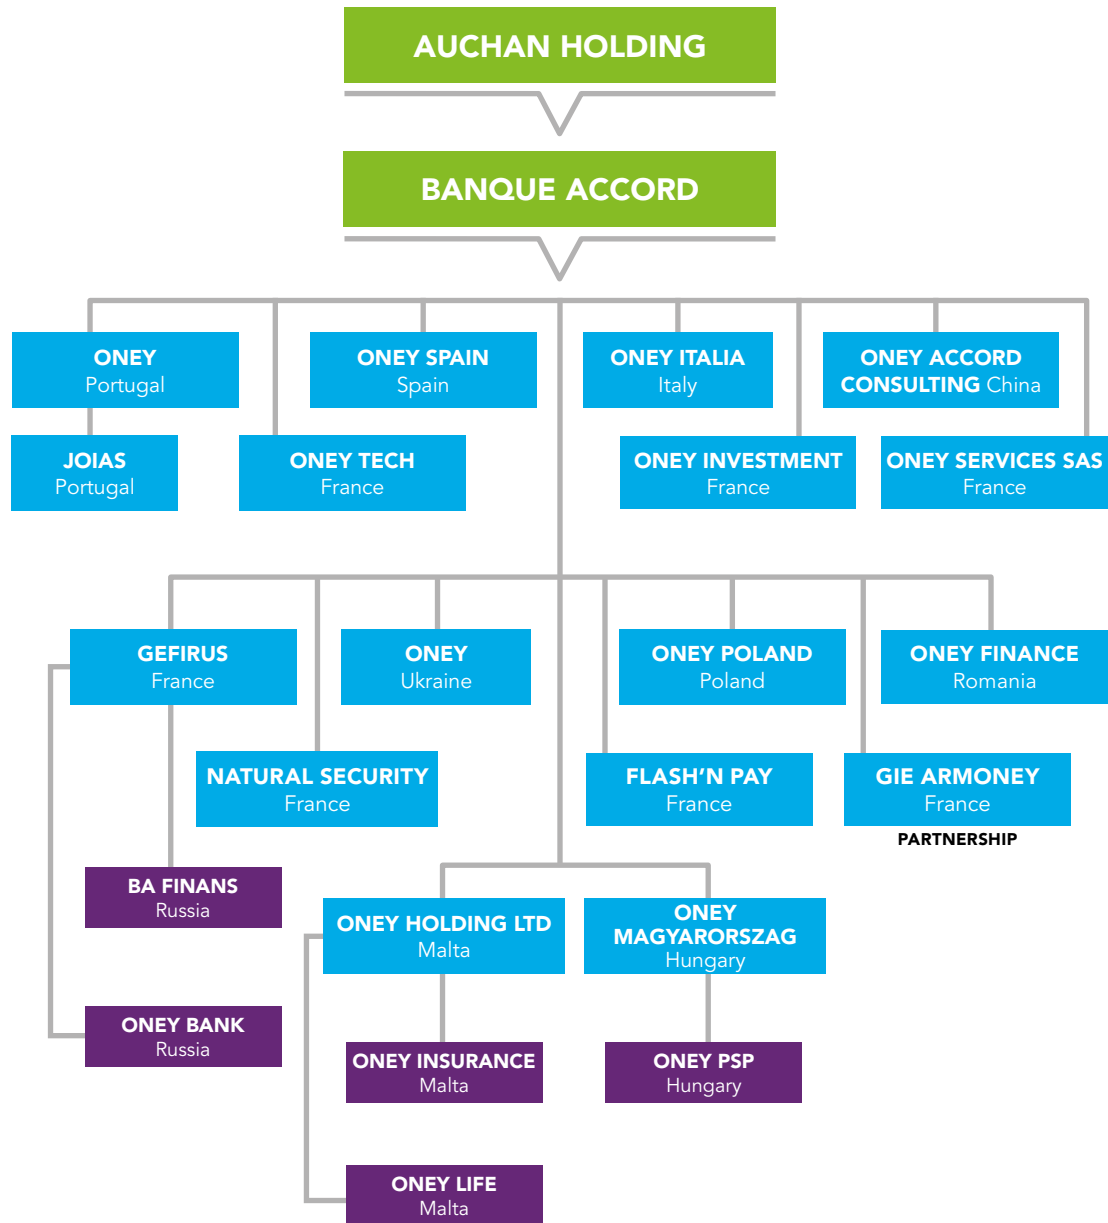 AUCHAN HOLDING
BANQUE ACCORD
ONEY
Portugal
ONEY SPAIN
Spain
ONEY ITALIA
Italy
ONEY ACCORD
CONSULTING China
JOIAS
Portugal
ONEY TECH
France
ONEY INVESTMENT
France
ONEY SERVICES SAS
France
GEFIRUS
France
ONEY
Ukraine
ONEY POLAND
Poland
ONEY FINANCE
Romania
NATURAL SECURITY
France
FLASH’N PAY
France
GIE ARMONEY
France
PARTNERSHIP
BA FINANS
Russia
ONEY HOLDING LTD
Malta
ONEY
MAGYARORSZAG
Hungary
ONEY BANK
Russia
ONEY INSURANCE
Malta
ONEY PSP
Hungary
ONEY LIFE
Malta